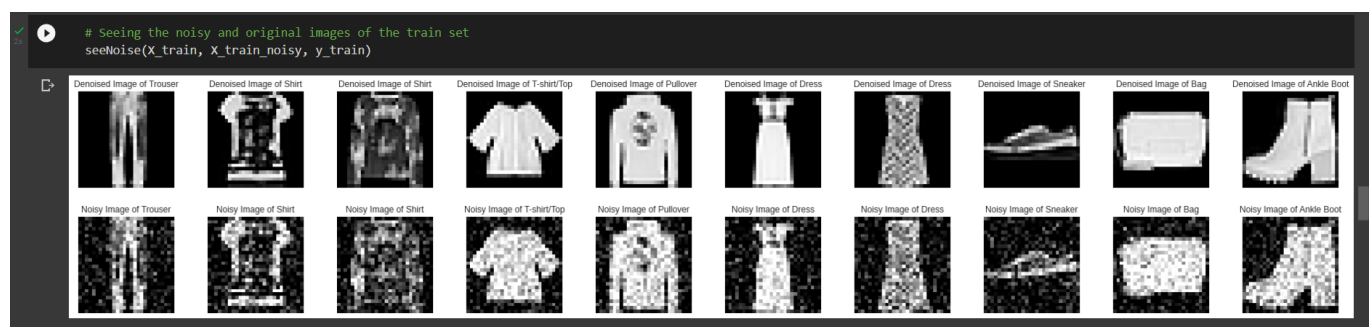 # Seeing the noisy and original images of the train set
2s
seeNoise(X_train, X_train_noisy, y_train)
Denoised Image of Trouser Denoised Image of Shirt Denoised Image of Shirt Denoised Image of T-shirt/Top Denoised Image of Pullover Denoised Image of Dress Denoised Image of Dress Denoised Image of Sneaker Denoised Image of Bag Denoised Image of Ankle Boot
Noisy Image of Trouser Noisy Image of Shirt Noisy Image of Shirt Noisy Image of T-shirt/Top Noisy Image of Pullover Noisy Image of Dress Noisy Image of Dress Noisy Image of Sneaker Noisy Image of Bag Noisy Image of Ankle Boot